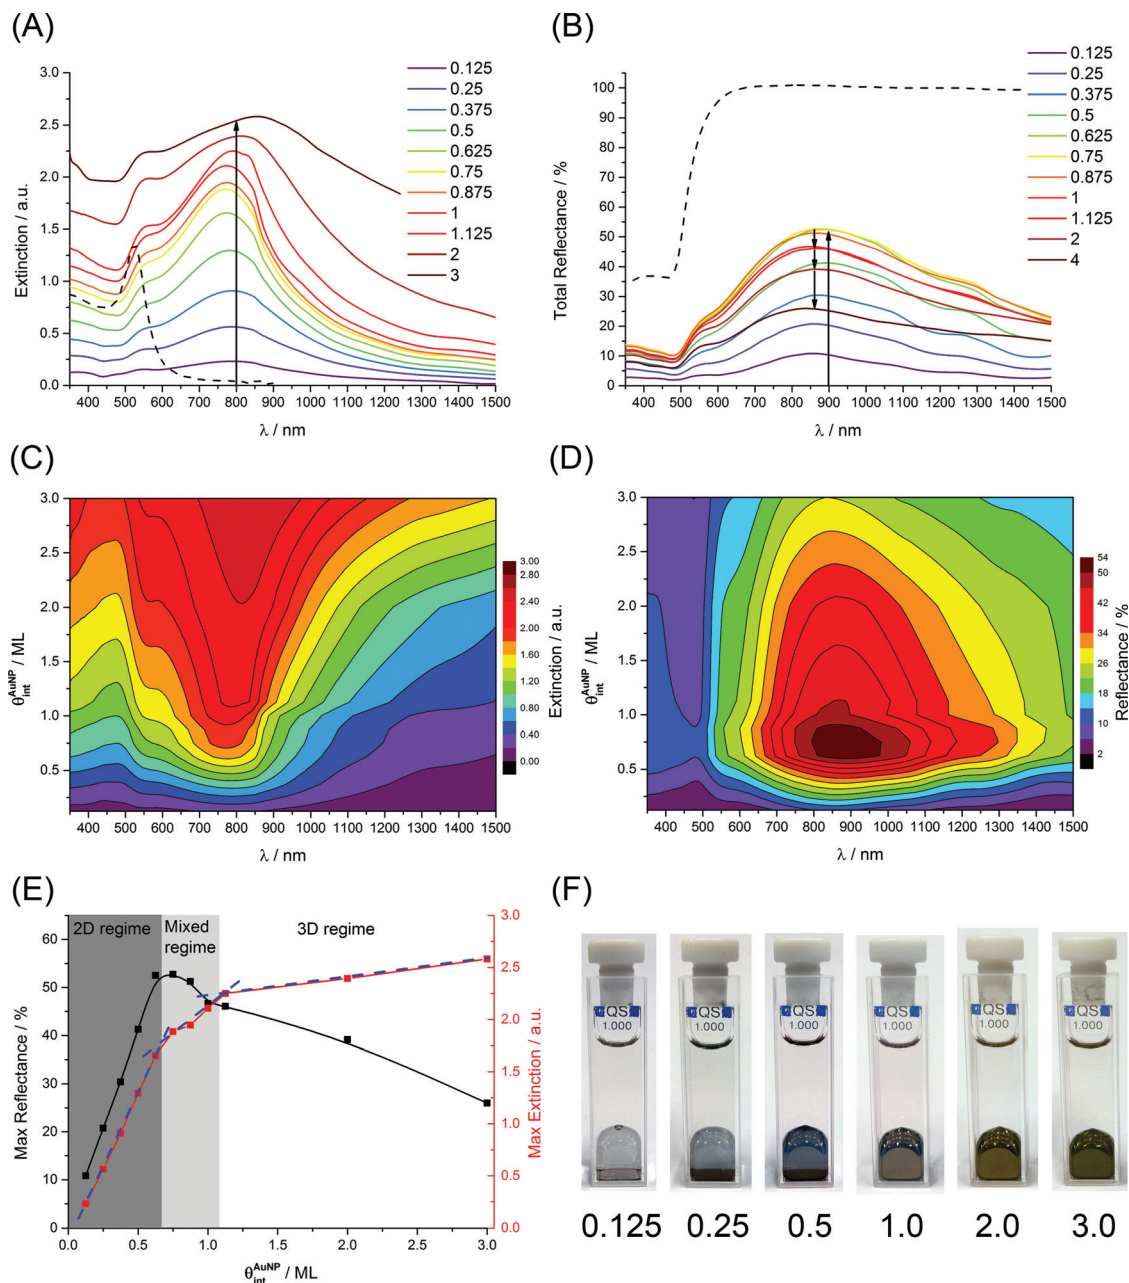 (A)
3.0
2.5
2.0
1.5
1.0
0.5
0.0
Extinction / a.u.
400 500 600 700 800 900 1000 1100 1200 1300 1400 1500
λ / nm
0.125
0.25
0.375
0.5
0.625
0.75
0.875
1
1.125
2
3
(B)
100
90
80
70
60
50
40
30
20
10
0
Total Reflectance / %
400 500 600 700 800 900 1000 1100 1200 1300 1400 1500
λ / nm
0.125
0.25
0.375
0.5
0.625
0.75
0.875
1
1.125
2
4
(C)
3.0
2.5
2.0
1.5
1.0
0.5
θ_int^AuNP / ML
400 500 600 700 800 900 1000 1100 1200 1300 1400 1500
λ / nm
3.00
2.80
2.40
2.00
1.60
1.20
0.80
0.40
0.00
Extinction / a.u.
(D)
3.0
2.5
2.0
1.5
1.0
0.5
θ_int^AuNP / ML
400 500 600 700 800 900 1000 1100 1200 1300 1400 1500
λ / nm
54
50
42
34
26
18
10
2
Reflectance / %
(E)
2D regime
Mixed
regime
3D regime
60
50
40
30
20
10
0
Max Reflectance / %
0.0 0.5 1.0 1.5 2.0 2.5 3.0
θ_int^AuNP / ML
3.0
2.5
2.0
1.5
1.0
0.5
0.0
Max Extinction / a.u.
(F)
QS
1.000
QS
1.000
QS
1.000
QS
1.000
QS
1.000
QS
1.000
0.125 0.25 0.5 1.0 2.0 3.0